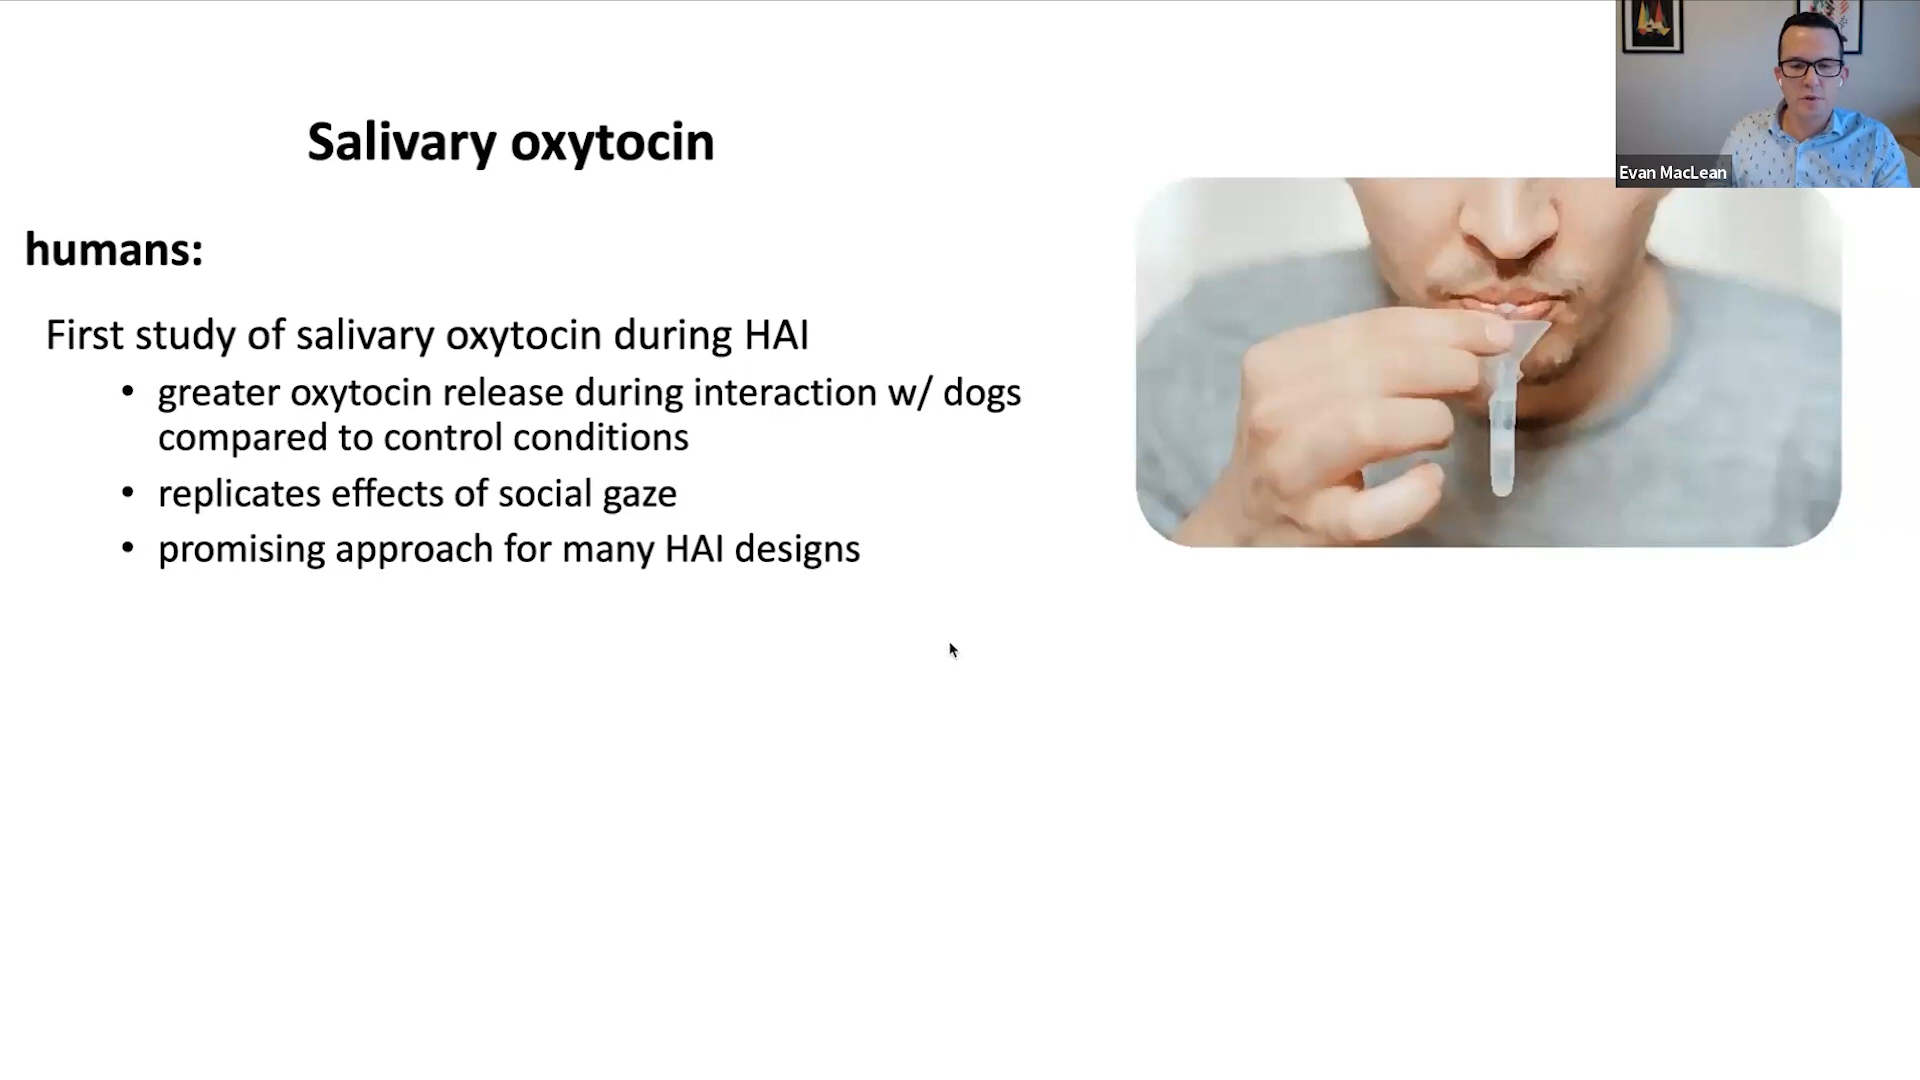 Salivary oxytocin
Evan MacLean
humans:
First study of salivary oxytocin during HAI
• greater oxytocin release during interaction w/ dogs
compared to control conditions
• replicates effects of social gaze
• promising approach for many HAI designs